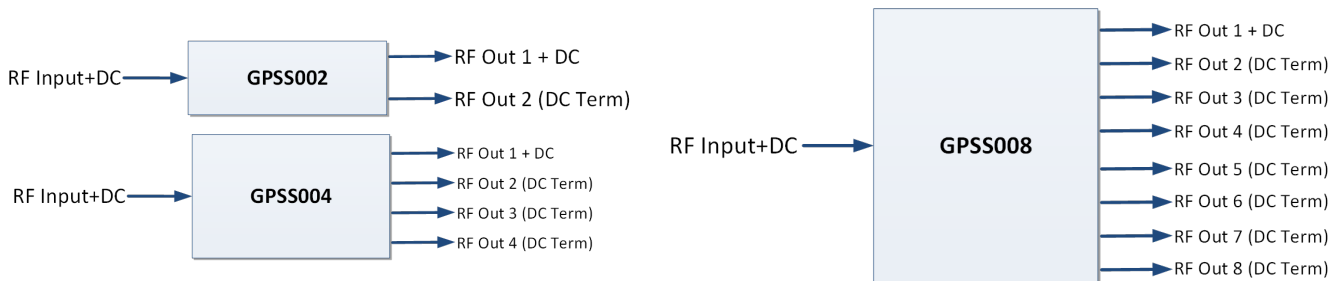 RF Input+DC
GPSS002
RF Out 1 + DC
RF Out 2 (DC Term)
RF Input+DC
GPSS004
RF Out 1 + DC
RF Out 2 (DC Term)
RF Out 3 (DC Term)
RF Out 4 (DC Term)
RF Input+DC
GPSS008
RF Out 1 + DC
RF Out 2 (DC Term)
RF Out 3 (DC Term)
RF Out 4 (DC Term)
RF Out 5 (DC Term)
RF Out 6 (DC Term)
RF Out 7 (DC Term)
RF Out 8 (DC Term)